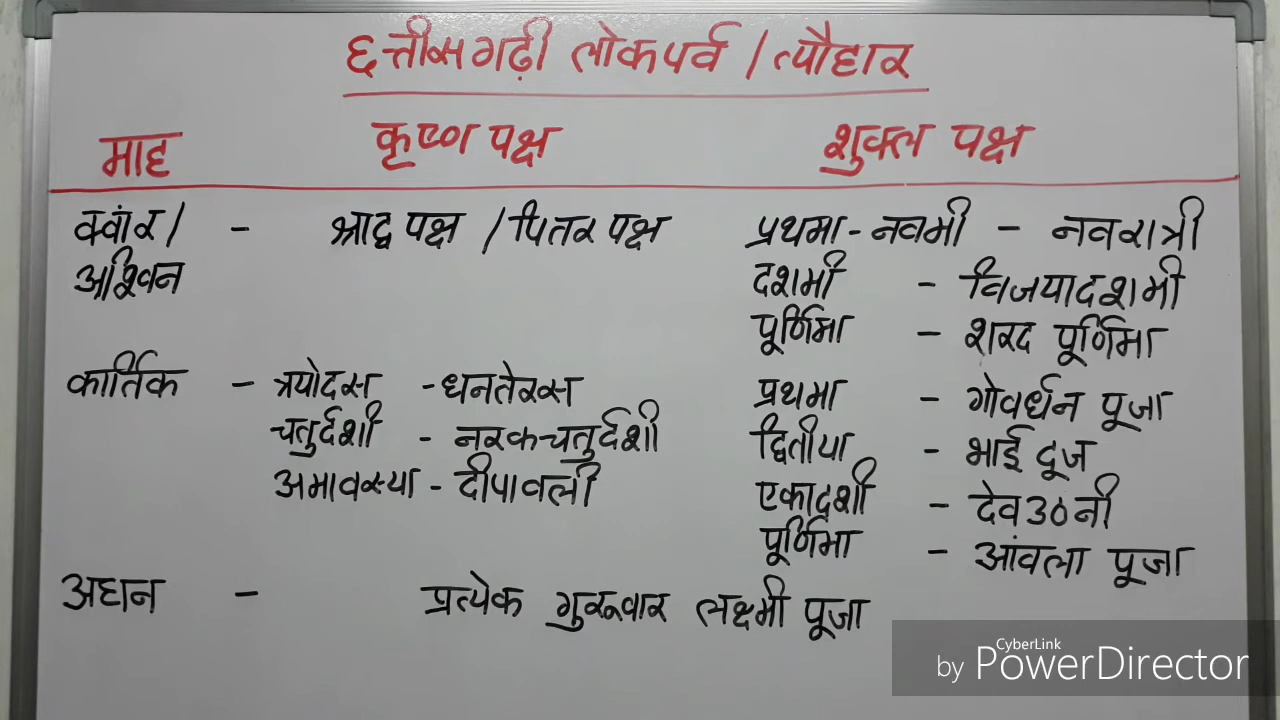 छत्तीसगढ़ी लोकपर्व / त्यौहार
माह कृष्ण पक्ष शुक्ल पक्ष
क्वांर / - श्राद्ध पक्ष / पितर पक्ष प्रथमा - नवमी - नवरात्री
अश्विन दशमी - विजयादशमी
पूर्णिमा - शरद पूर्णिमा
कार्तिक - त्रयोदस - धनतेरस प्रथमा - गोवर्धन पूजा
चतुर्दशी - नरकचतुर्दशी द्वितीया - भाई दूज
अमावस्या - दीपावली एकादशी - देवउठनी
पूर्णिमा - आंवला पूजा
अघन - प्रत्येक गुरूवार लक्ष्मी पूजा
CyberLink
by PowerDirector